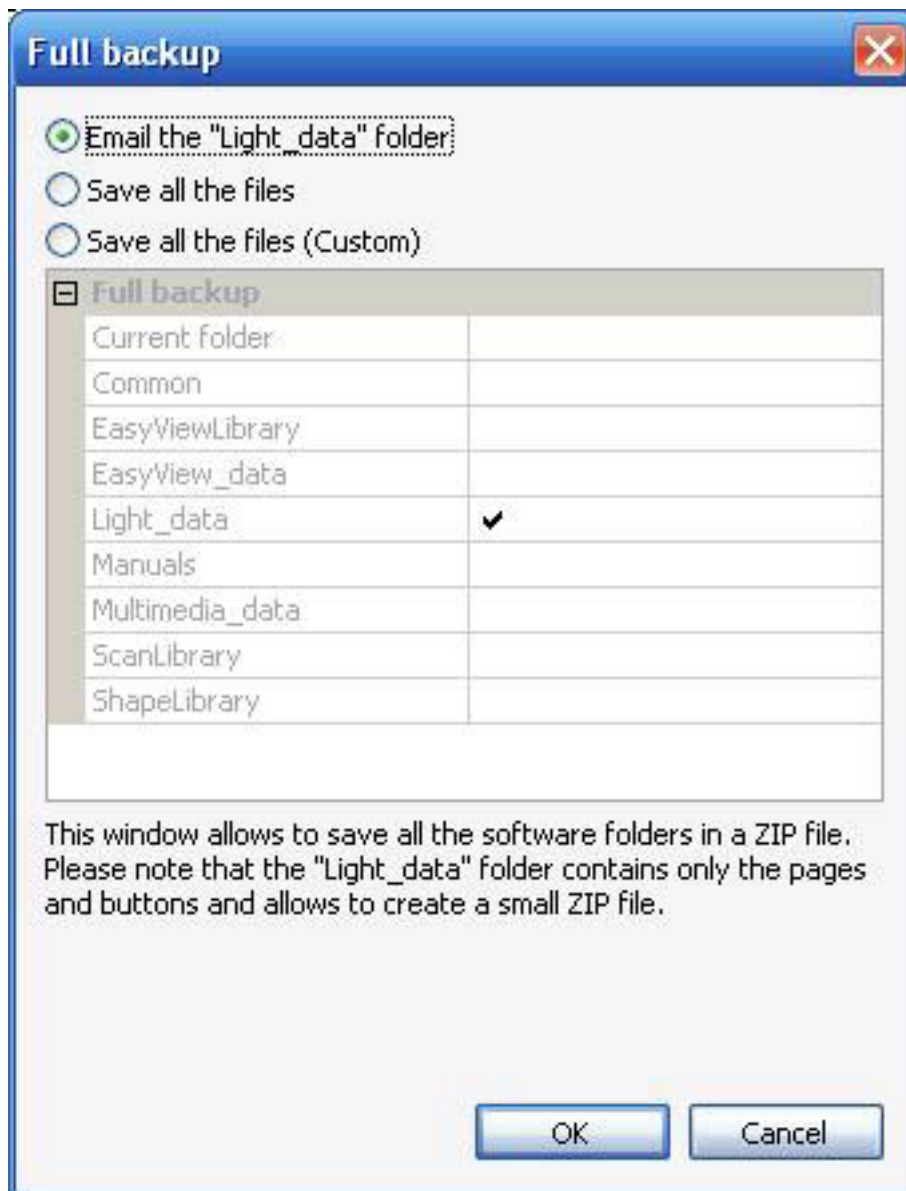 Full backup
Email the "Light_data" folder
Save all the files
Save all the files (Custom)
Full backup
Current folder
Common
EasyViewLibrary
EasyView_data
Light_data
Manuals
Multimedia_data
ScanLibrary
ShapeLibrary
This window allows to save all the software folders in a ZIP file.
Please note that the "Light_data" folder contains only the pages
and buttons and allows to create a small ZIP file.
OK Cancel